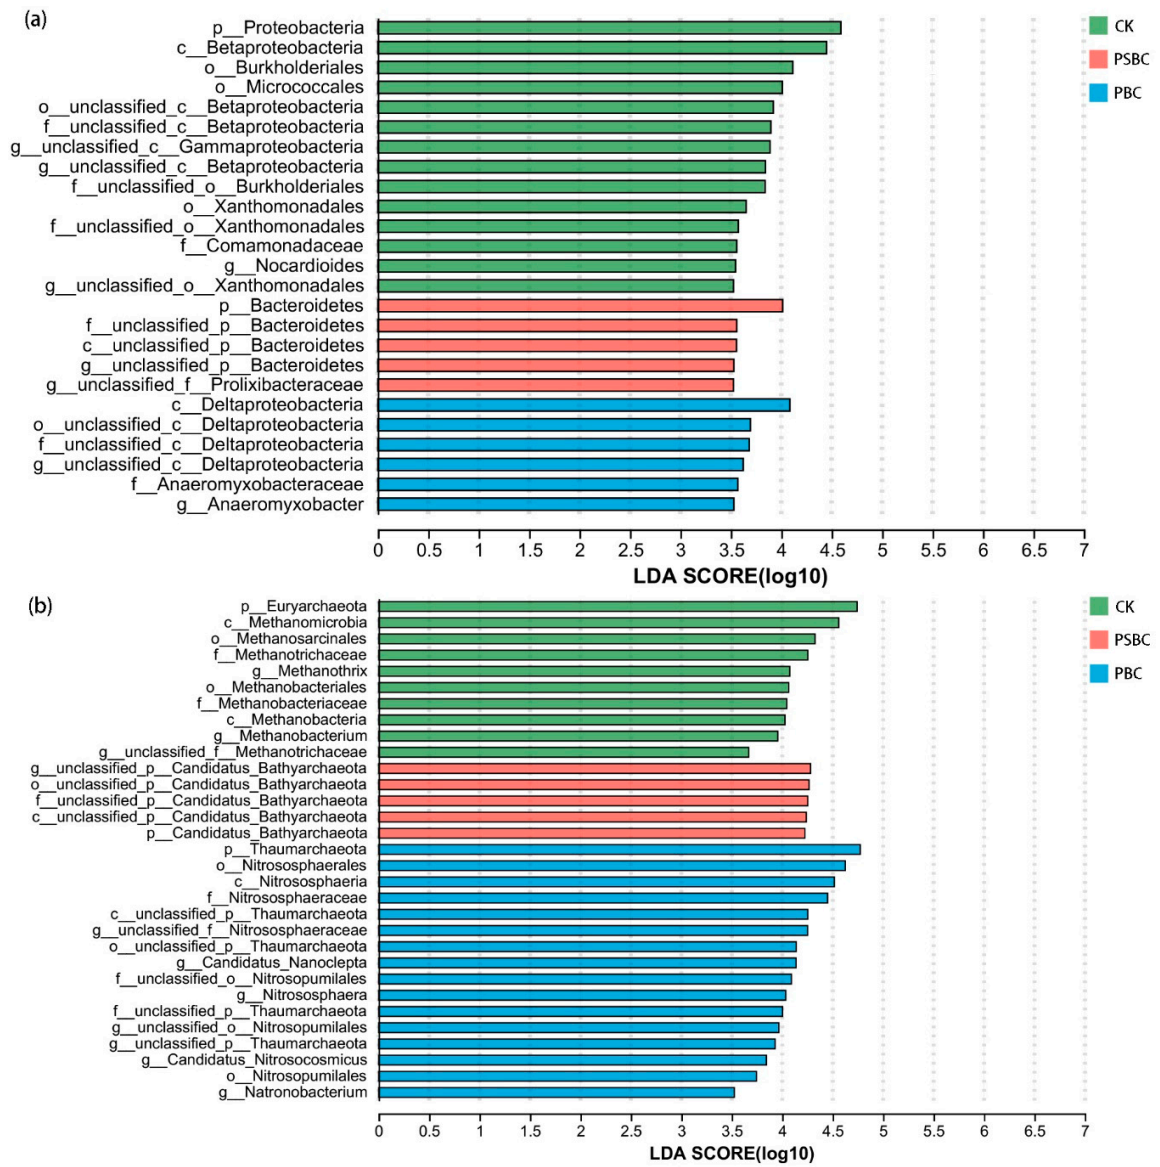 (a)
p__Proteobacteria
c__Betaproteobacteria
o__Burkholderiales
o__Micrococcales
o__unclassified_c__Betaproteobacteria
f__unclassified_c__Betaproteobacteria
g__unclassified_c__Gammaproteobacteria
g__unclassified_c__Betaproteobacteria
f__unclassified_o__Burkholderiales
o__Xanthomonadales
f__unclassified_o__Xanthomonadales
f__Comamonadaceae
g__Nocardioides
g__unclassified_o__Xanthomonadales
p__Bacteroidetes
f__unclassified_p__Bacteroidetes
c__unclassified_p__Bacteroidetes
g__unclassified_p__Bacteroidetes
g__unclassified_f__Prolixibacteraceae
c__Deltaproteobacteria
o__unclassified_c__Deltaproteobacteria
f__unclassified_c__Deltaproteobacteria
g__unclassified_c__Deltaproteobacteria
f__Anaeromyxobacteraceae
g__Anaeromyxobacter
0 0.5 1 1.5 2 2.5 3 3.5 4 4.5 5 5.5 6 6.5 7
LDA SCORE(log10)
CK
PSBC
PBC
(b)
p__Euryarchaeota
c__Methanomicrobia
o__Methanosarcinales
f__Methanotrichaceae
g__Methanothrix
o__Methanobacteriales
f__Methanobacteriaceae
c__Methanobacteria
g__Methanobacterium
g__unclassified_f__Methanotrichaceae
g__unclassified_p__Candidatus_Bathyarchaeota
o__unclassified_p__Candidatus_Bathyarchaeota
f__unclassified_p__Candidatus_Bathyarchaeota
c__unclassified_p__Candidatus_Bathyarchaeota
p__Candidatus_Bathyarchaeota
p__Thaumarchaeota
o__Nitrososphaerales
c__Nitrososphaeria
f__Nitrososphaeraceae
c__unclassified_p__Thaumarchaeota
g__unclassified_f__Nitrososphaeraceae
o__unclassified_p__Thaumarchaeota
g__Candidatus_Nanoclepta
f__unclassified_o__Nitrosopumilales
g__Nitrososphaera
f__unclassified_p__Thaumarchaeota
g__unclassified_o__Nitrosopumilales
g__unclassified_p__Thaumarchaeota
g__Candidatus_Nitrosocosmicus
o__Nitrosopumilales
g__Natronobacterium
0 0.5 1 1.5 2 2.5 3 3.5 4 4.5 5 5.5 6 6.5 7
LDA SCORE(log10)
CK
PSBC
PBC